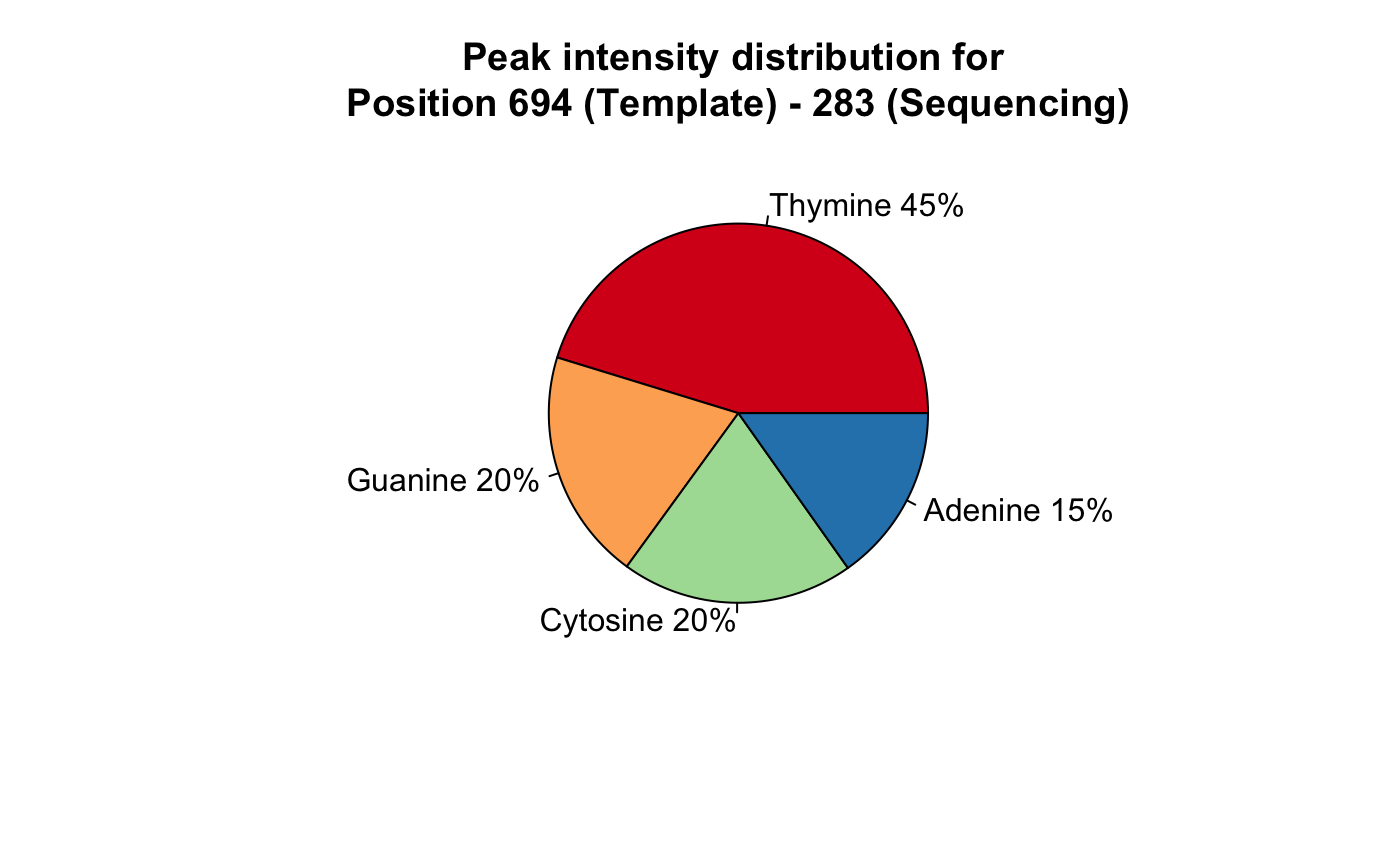 Peak intensity distribution for
Position 694 (Template) - 283 (Sequencing)
Thymine 45%
Guanine 20%
Adenine 15%
Cytosine 20%